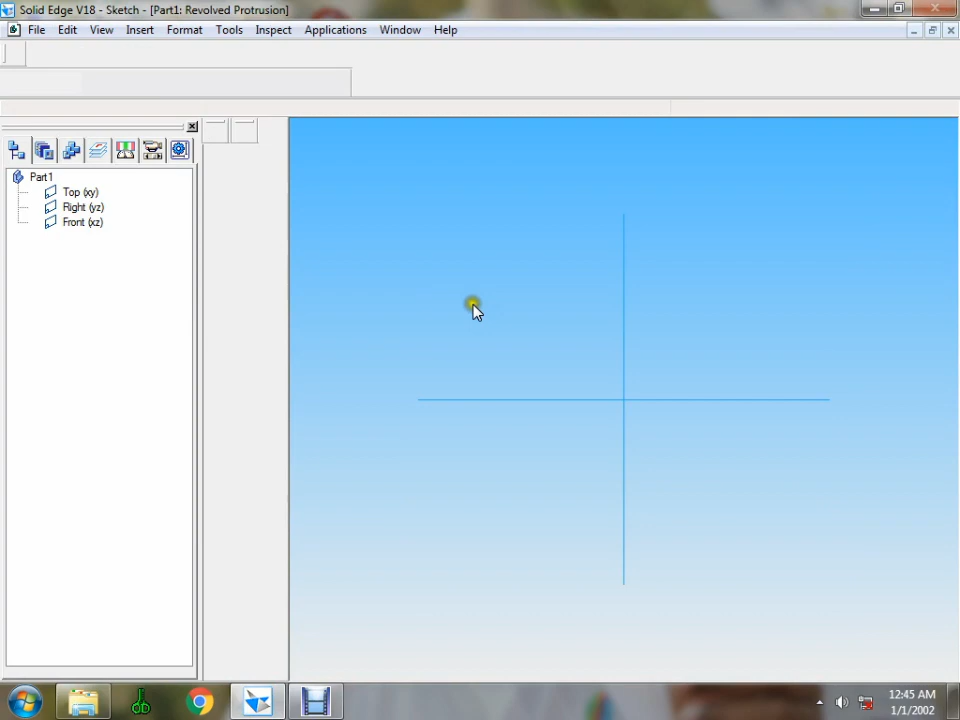 Solid Edge V18 - Sketch - [Part1: Revolved Protrusion]
File Edit View Insert Format Tools Inspect Applications Window Help
Part1
Top (xy)
Right (yz)
Front (xz)
12:45 AM
1/1/2002